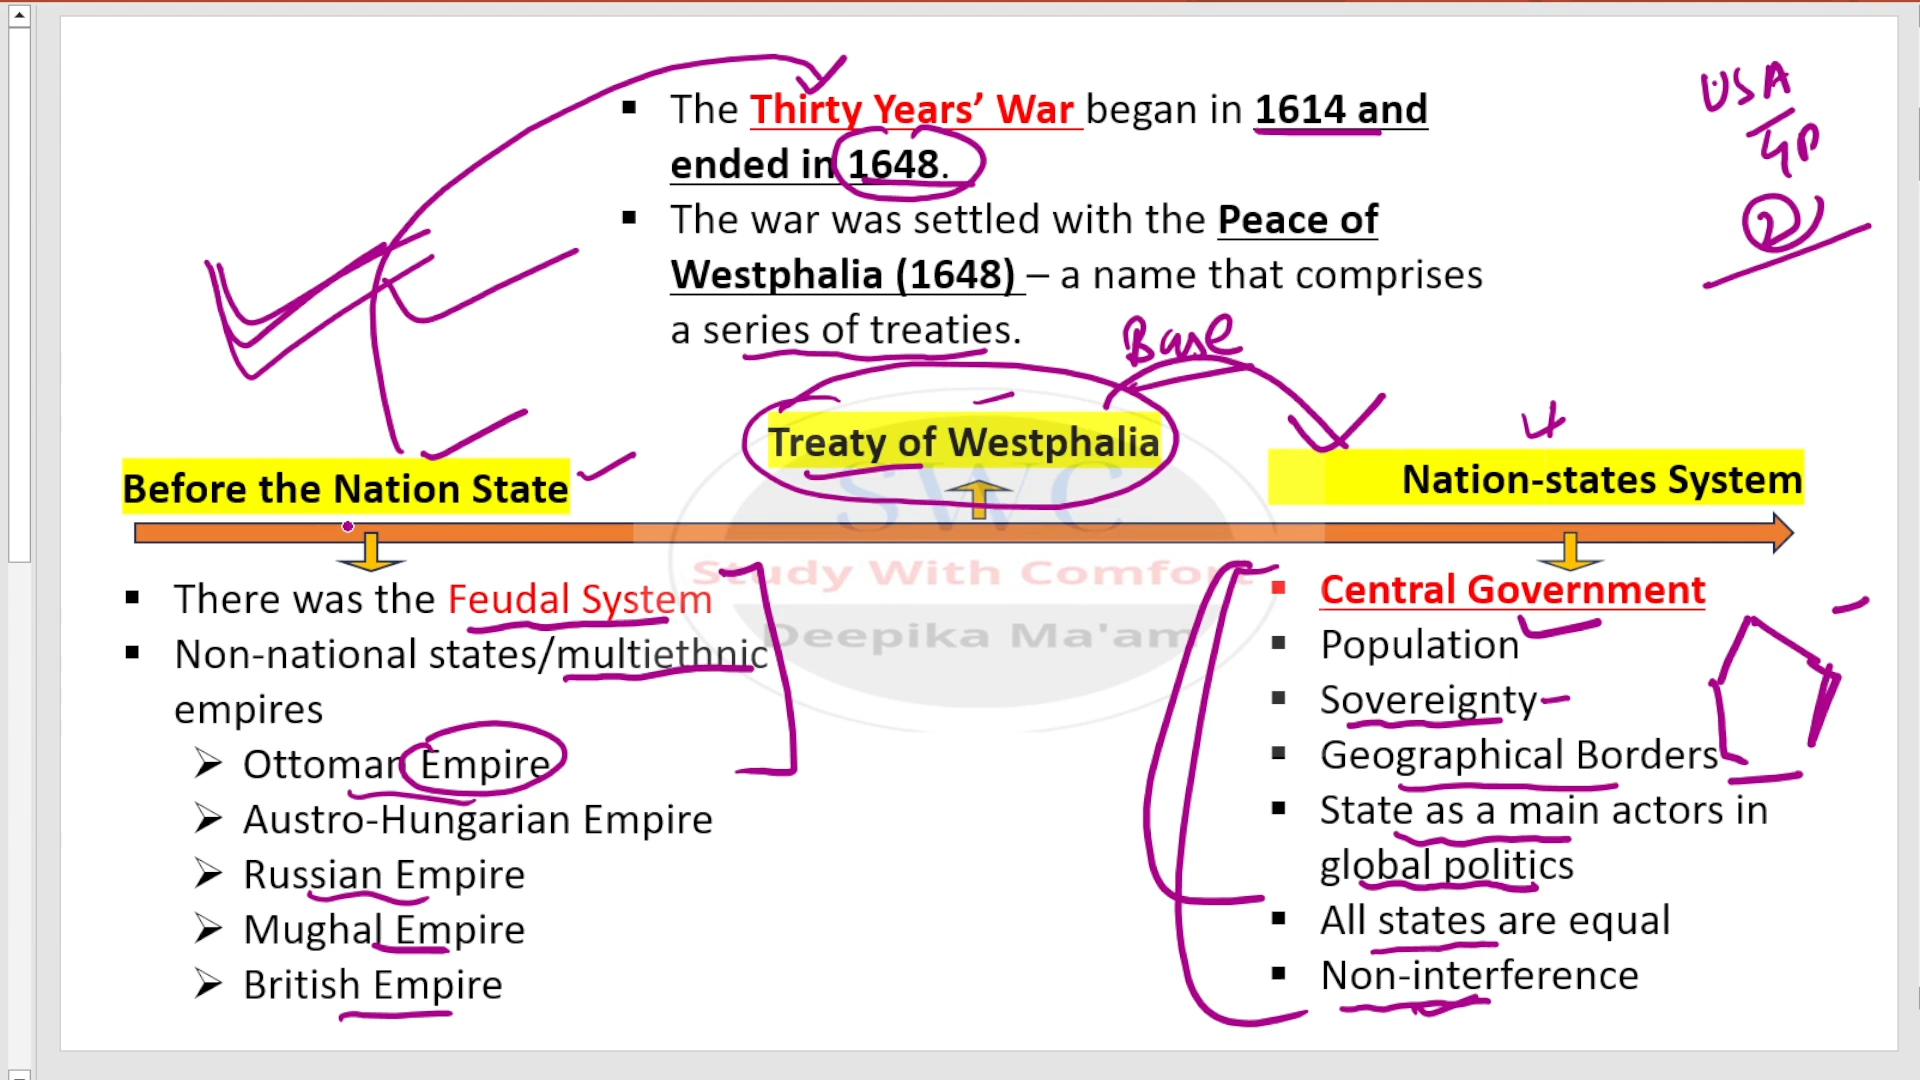 ▪ The Thirty Years’ War began in 1614 and
ended in 1648.
▪ The war was settled with the Peace of
Westphalia (1648) – a name that comprises
a series of treaties.
USA
Base
Treaty of Westphalia
Before the Nation State
Nation-states System
SWC
Study With Comfort
Deepika Ma'am
▪ There was the Feudal System
▪ Non-national states/multiethnic
empires
➢ Ottoman Empire
➢ Austro-Hungarian Empire
➢ Russian Empire
➢ Mughal Empire
➢ British Empire
▪ Central Government
▪ Population
▪ Sovereignty
▪ Geographical Borders
▪ State as a main actors in
global politics
▪ All states are equal
▪ Non-interference